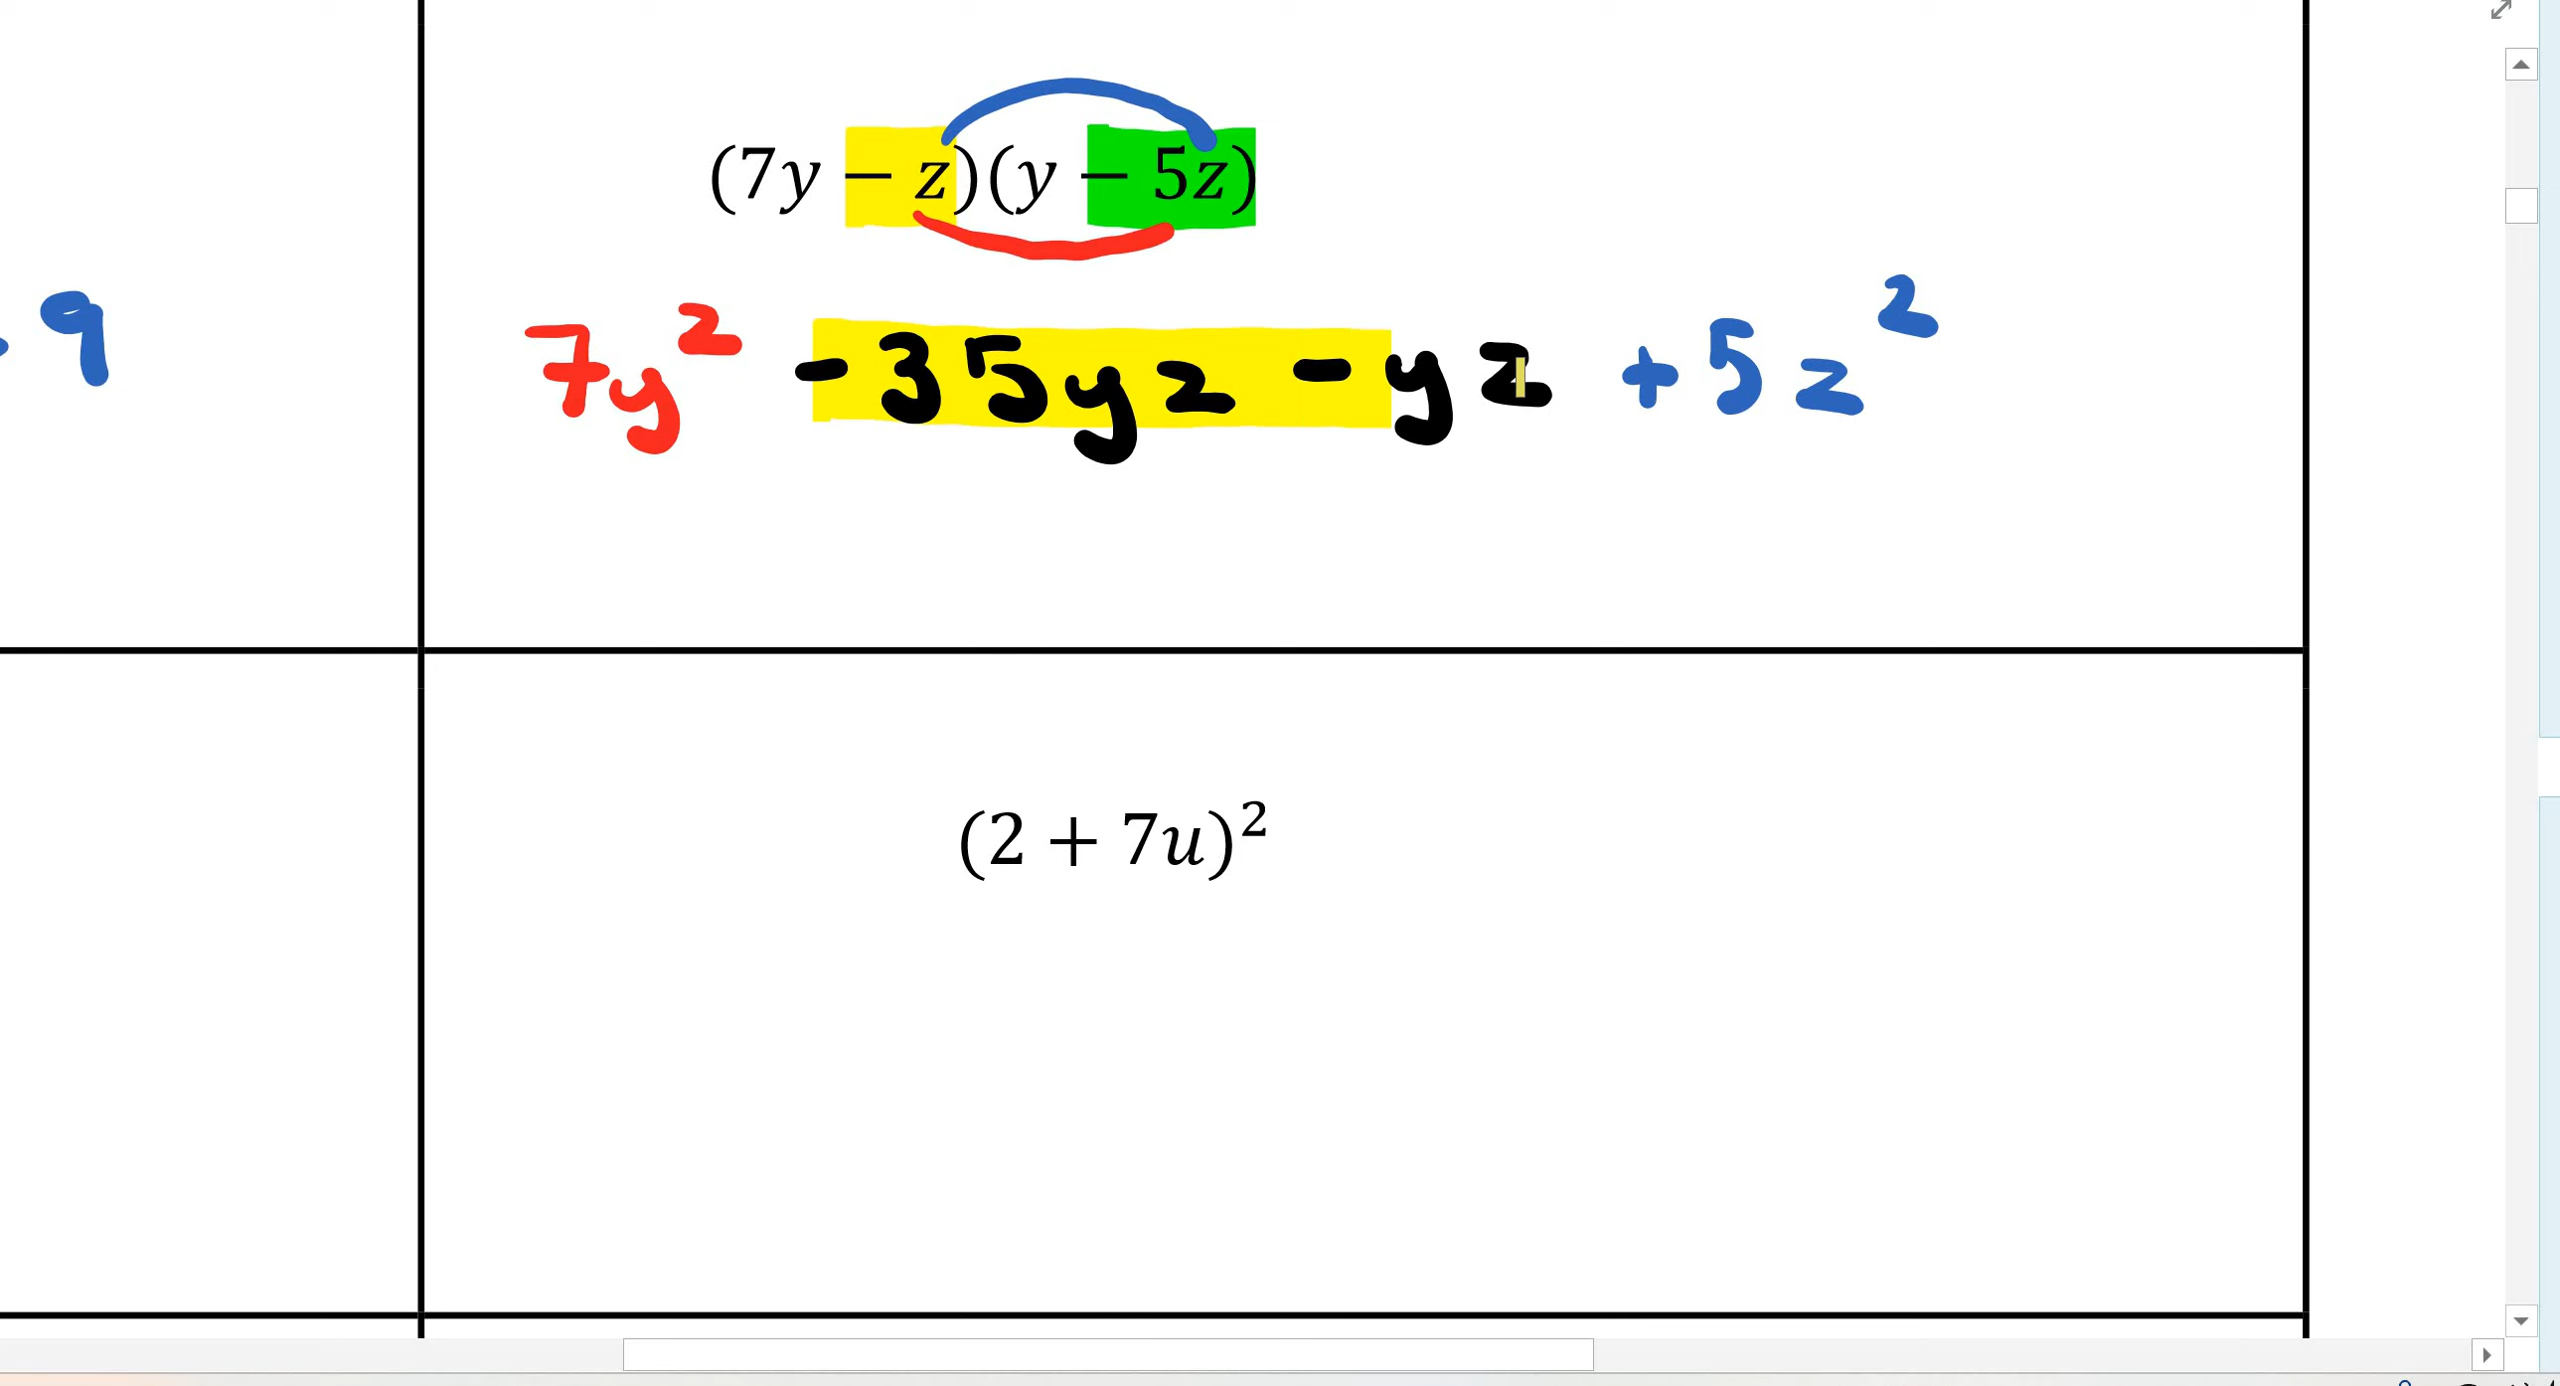 (7y − z)(y − 5z)
9
7y² -35yz - yz +5z²
(2 + 7u)²